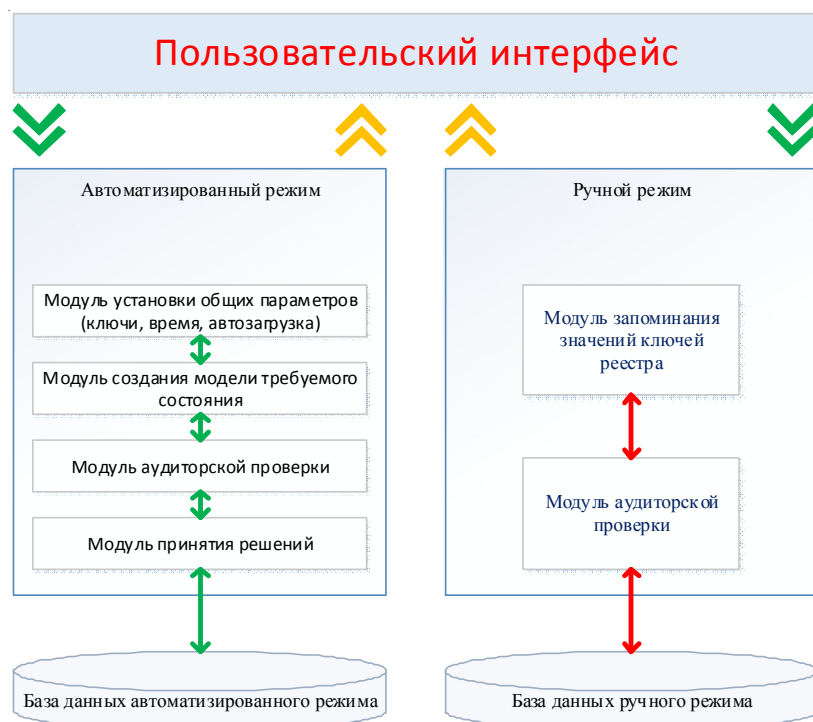 Пользовательский интерфейс
Автоматизированный режим
Модуль установки общих параметров
(ключи, время, автозагрузка)
Модуль создания модели требуемого
состояния
Модуль аудиторской проверки
Модуль принятия решений
База данных автоматизированного режима
Ручной режим
Модуль запоминания
значений ключей
реестра
Модуль аудиторской
проверки
База данных ручного режима